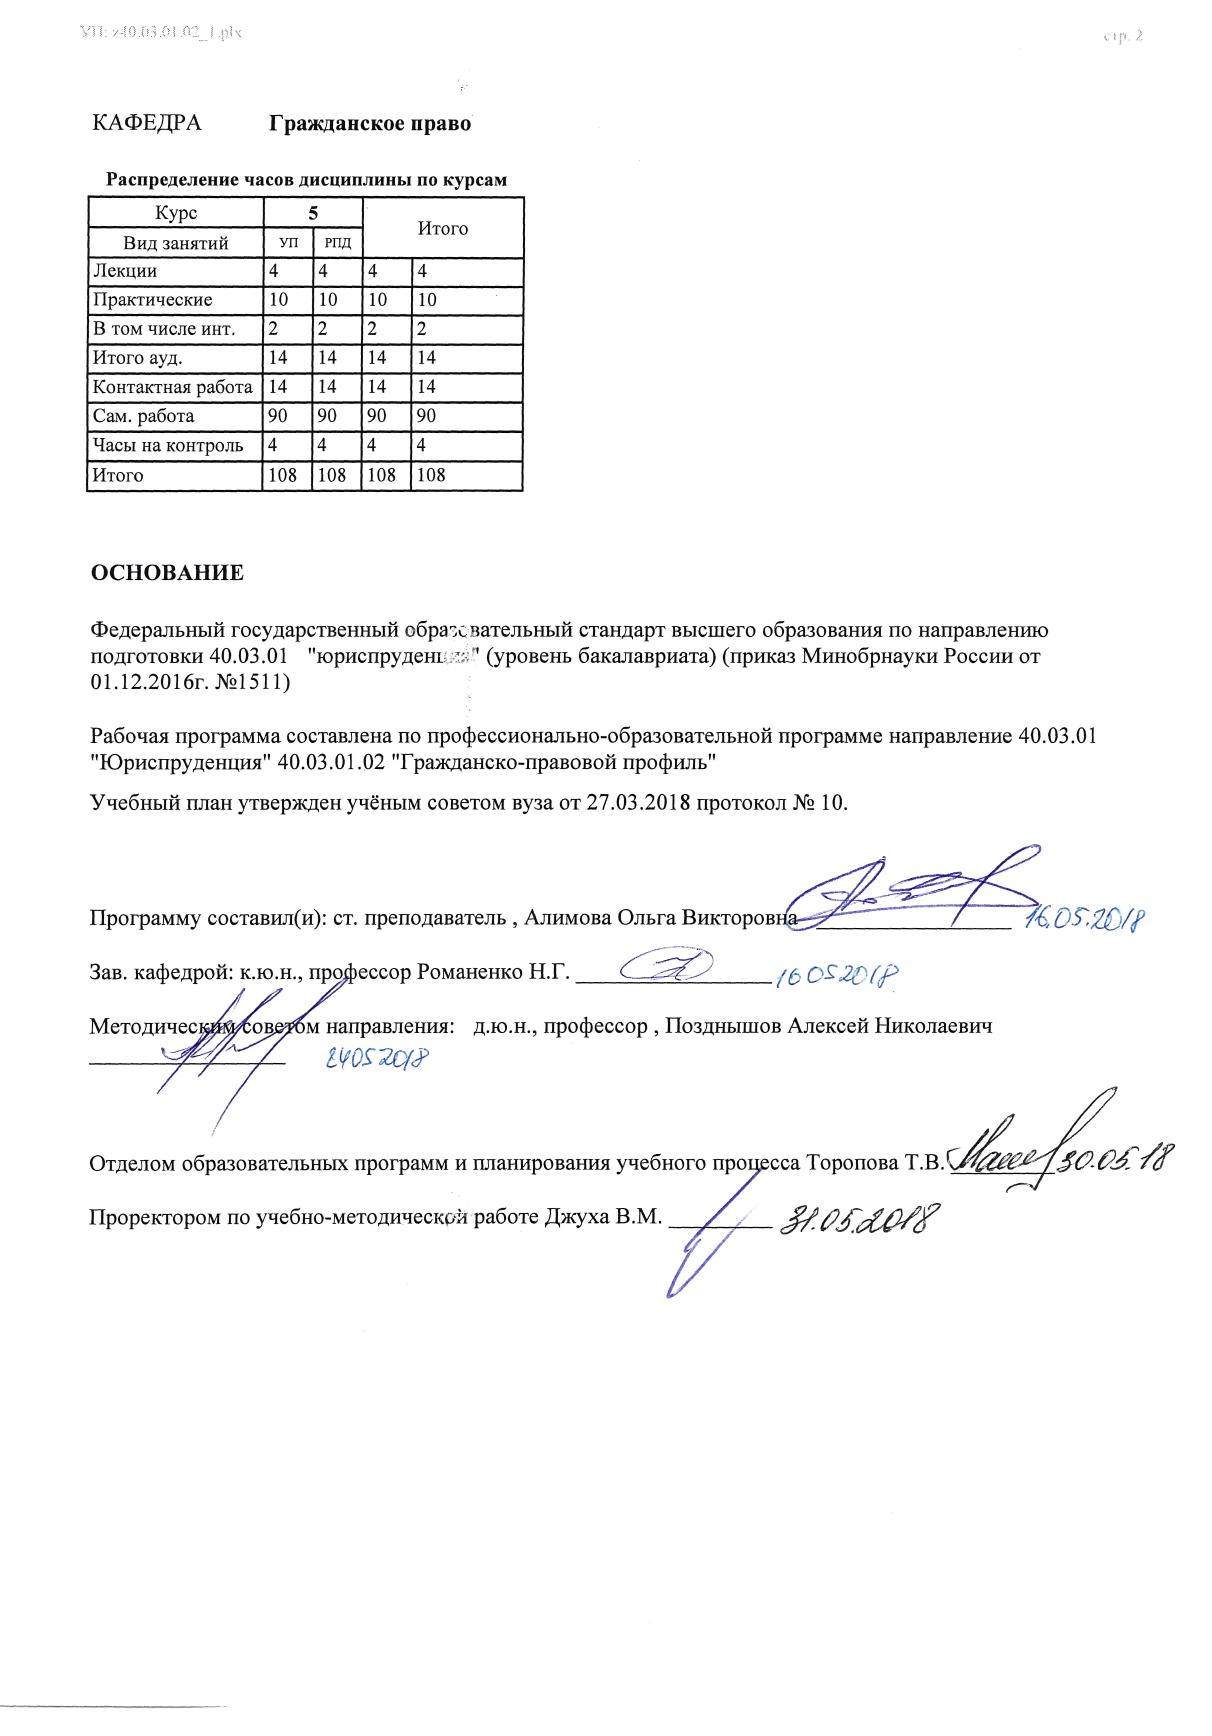 УП: z40.03.01.02_1.plx стр. 2
КАФЕДРА Гражданское право
Распределение часов дисциплины по курсам
Курс 5 Итого
Вид занятий УП РПД
Лекции 4 4 4 4
Практические 10 10 10 10
В том числе инт. 2 2 2 2
Итого ауд. 14 14 14 14
Контактная работа 14 14 14 14
Сам. работа 90 90 90 90
Часы на контроль 4 4 4 4
Итого 108 108 108 108
ОСНОВАНИЕ
Федеральный государственный образовательный стандарт высшего образования по направлению
подготовки 40.03.01 "юриспруденция" (уровень бакалавриата) (приказ Минобрнауки России от
01.12.2016г. №1511)
Рабочая программа составлена по профессионально-образовательной программе направление 40.03.01
"Юриспруденция" 40.03.01.02 "Гражданско-правовой профиль"
Учебный план утвержден учёным советом вуза от 27.03.2018 протокол № 10.
Программу составил(и): ст. преподаватель , Алимова Ольга Викторовна __________________ 16.05.2018
Зав. кафедрой: к.ю.н., профессор Романенко Н.Г. __________________ 16 05 2018
Методическим советом направления: д.ю.н., профессор , Позднышов Алексей Николаевич
__________________ 24 05 2018
Отделом образовательных программ и планирования учебного процесса Торопова Т.В. __________ 30.05.18
Проректором по учебно-методической работе Джуха В.М. __________ 31.05.2018